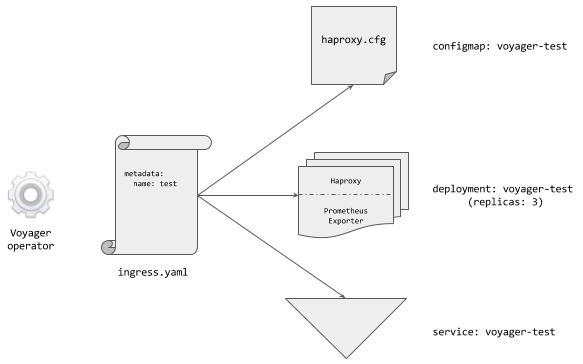 haproxy.cfg
configmap: voyager-test
metadata:
name: test
Haproxy
Prometheus
Exporter
deployment: voyager-test
(replicas: 3)
Voyager
operator
ingress.yaml
service: voyager-test